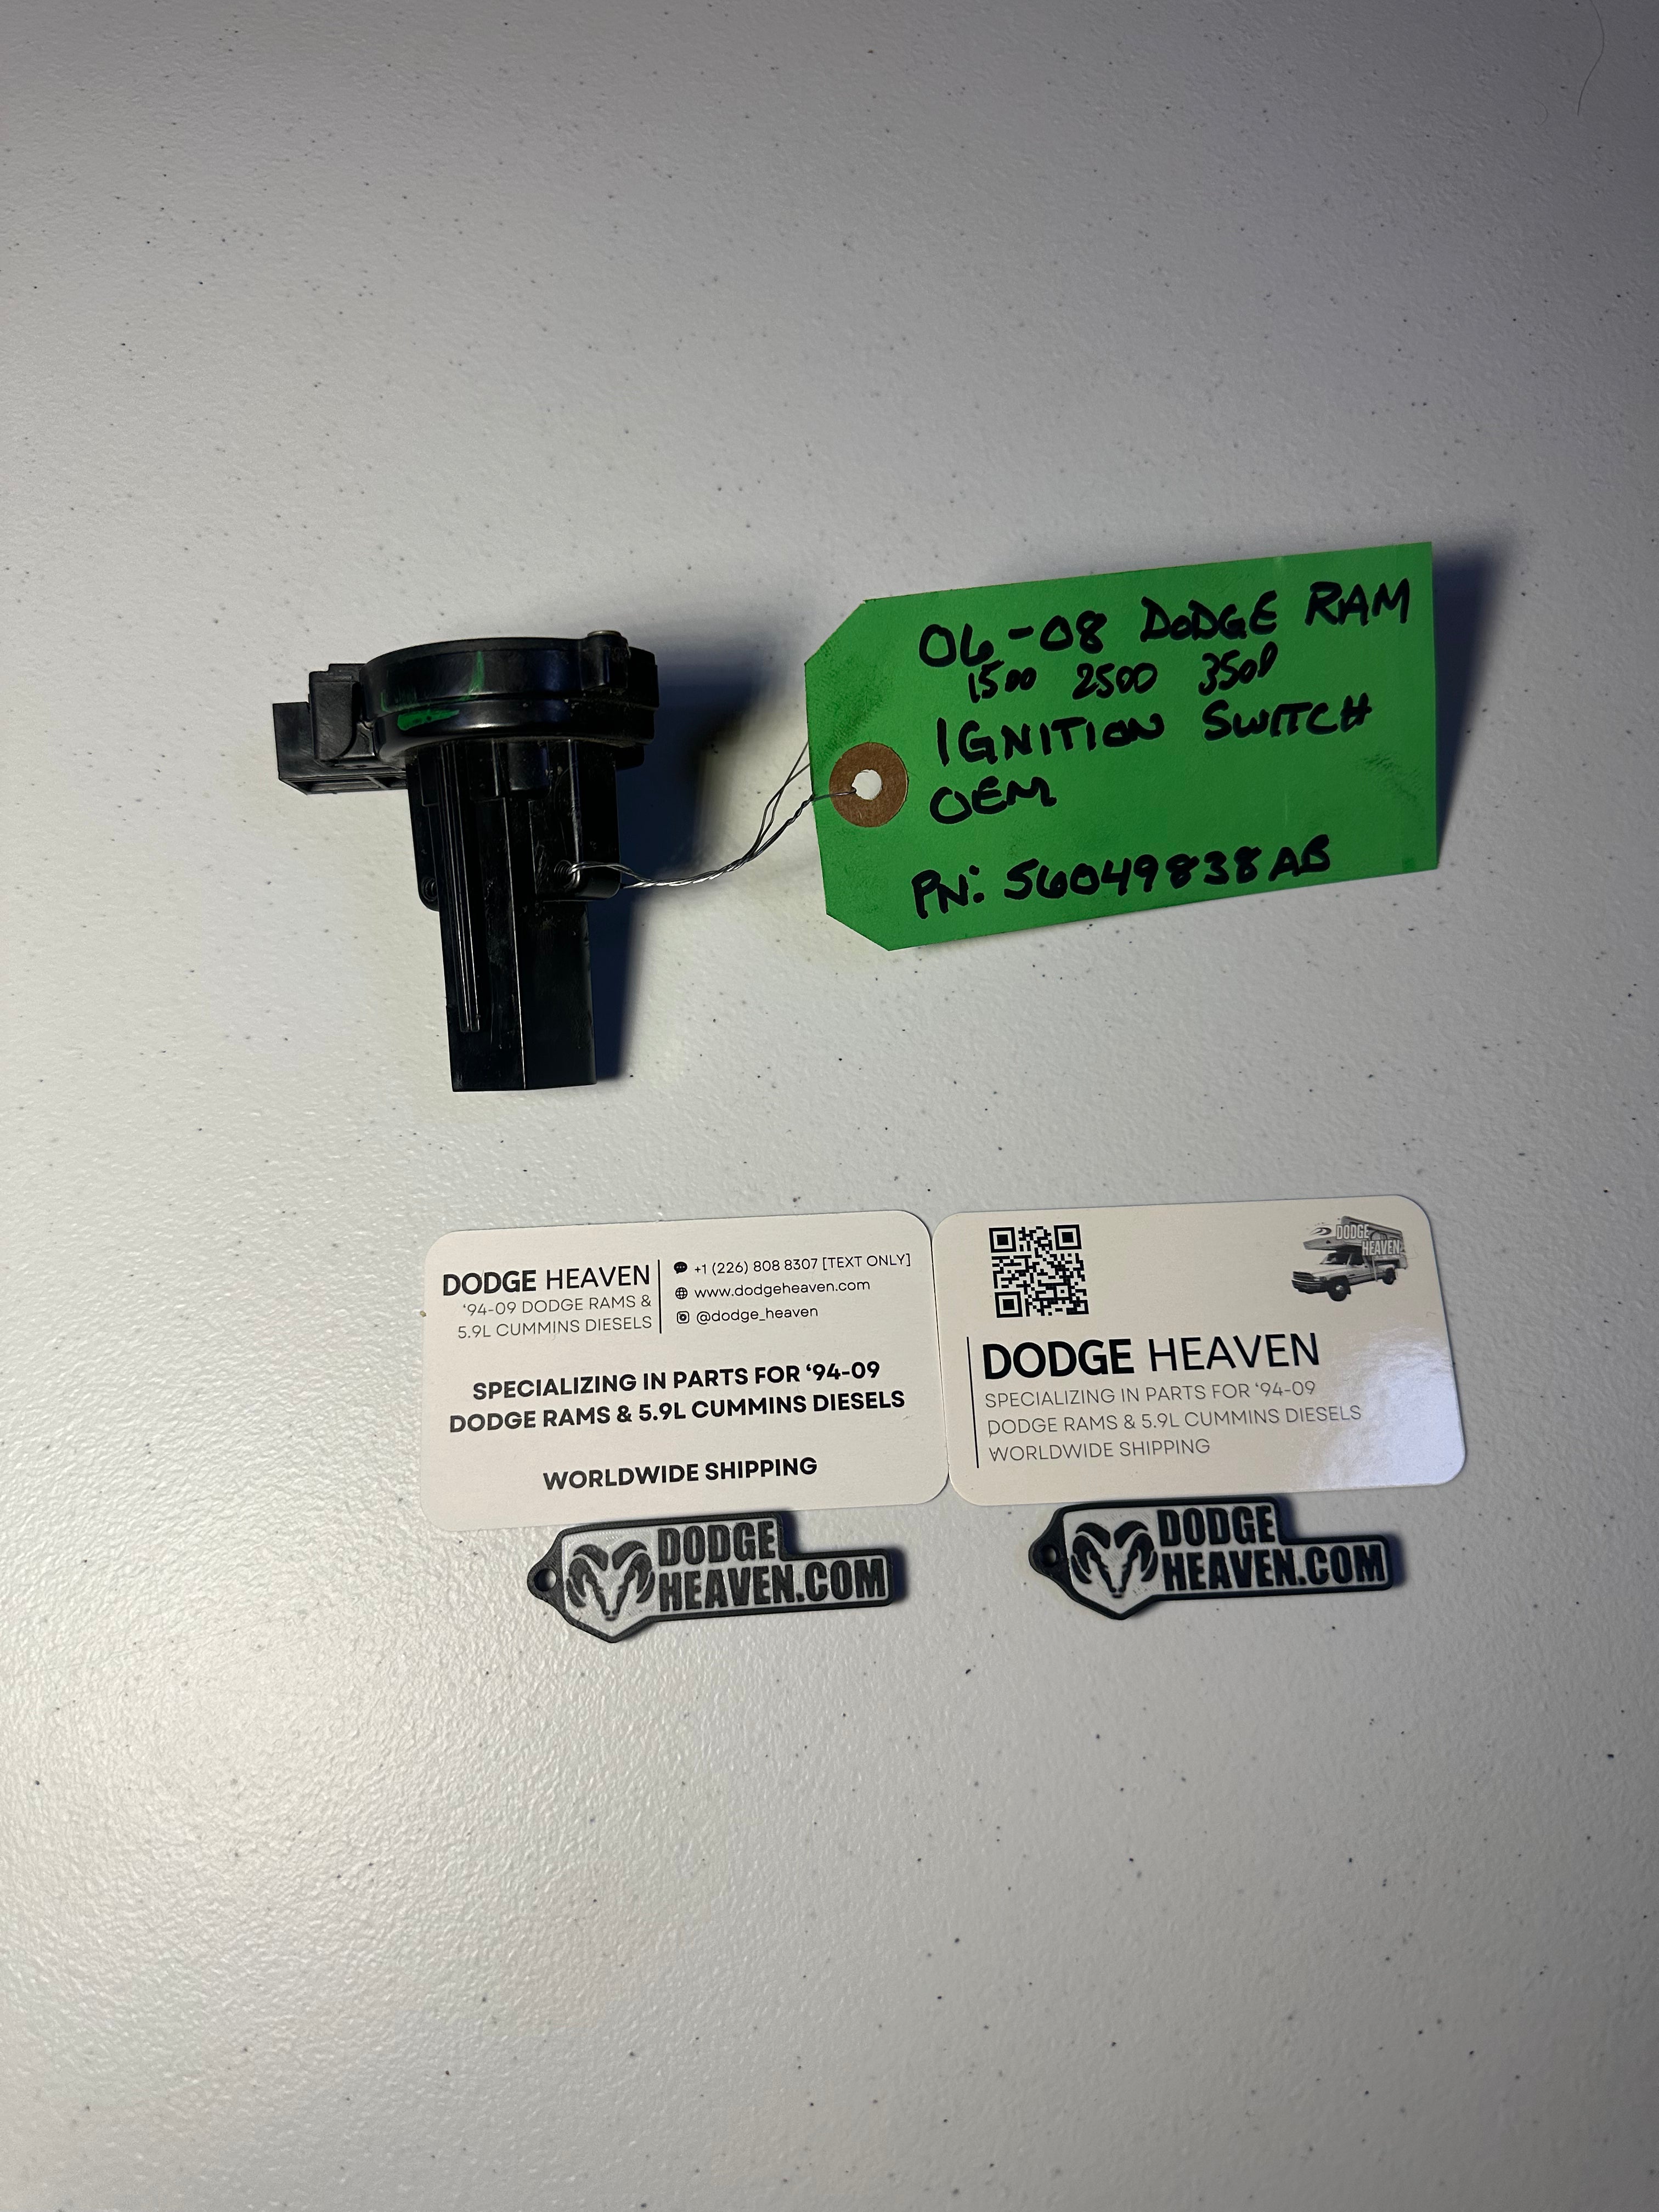 06-08 DODGE RAM
1500 2500 3500
IGNITION SWITCH
OEM
PN: 56049838AB
DODGE HEAVEN
'94-09 DODGE RAMS &
5.9L CUMMINS DIESELS
+1 (226) 808 8307 [TEXT ONLY]
www.dodgeheaven.com
@dodge_heaven
SPECIALIZING IN PARTS FOR '94-09
DODGE RAMS & 5.9L CUMMINS DIESELS
WORLDWIDE SHIPPING
DODGE
HEAVEN
DODGE HEAVEN
SPECIALIZING IN PARTS FOR '94-09
DODGE RAMS & 5.9L CUMMINS DIESELS
WORLDWIDE SHIPPING
DODGE
HEAVEN.COM
DODGE
HEAVEN.COM